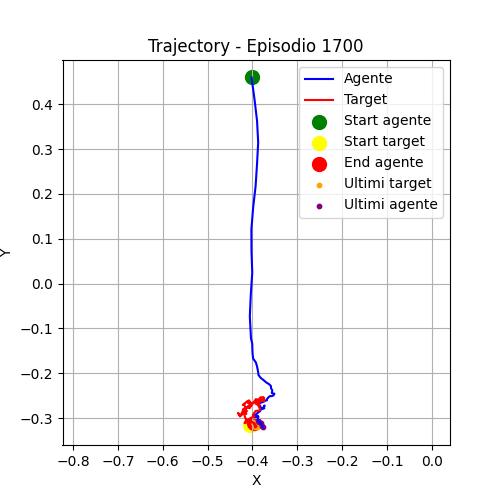 Trajectory - Episodio 1700
Agente
Target
Start agente
Start target
End agente
Ultimi target
Ultimi agente
Y
0.4
0.3
0.2
0.1
0.0
−0.1
−0.2
−0.3
−0.8
−0.7
−0.6
−0.5
−0.4
−0.3
−0.2
−0.1
0.0
X